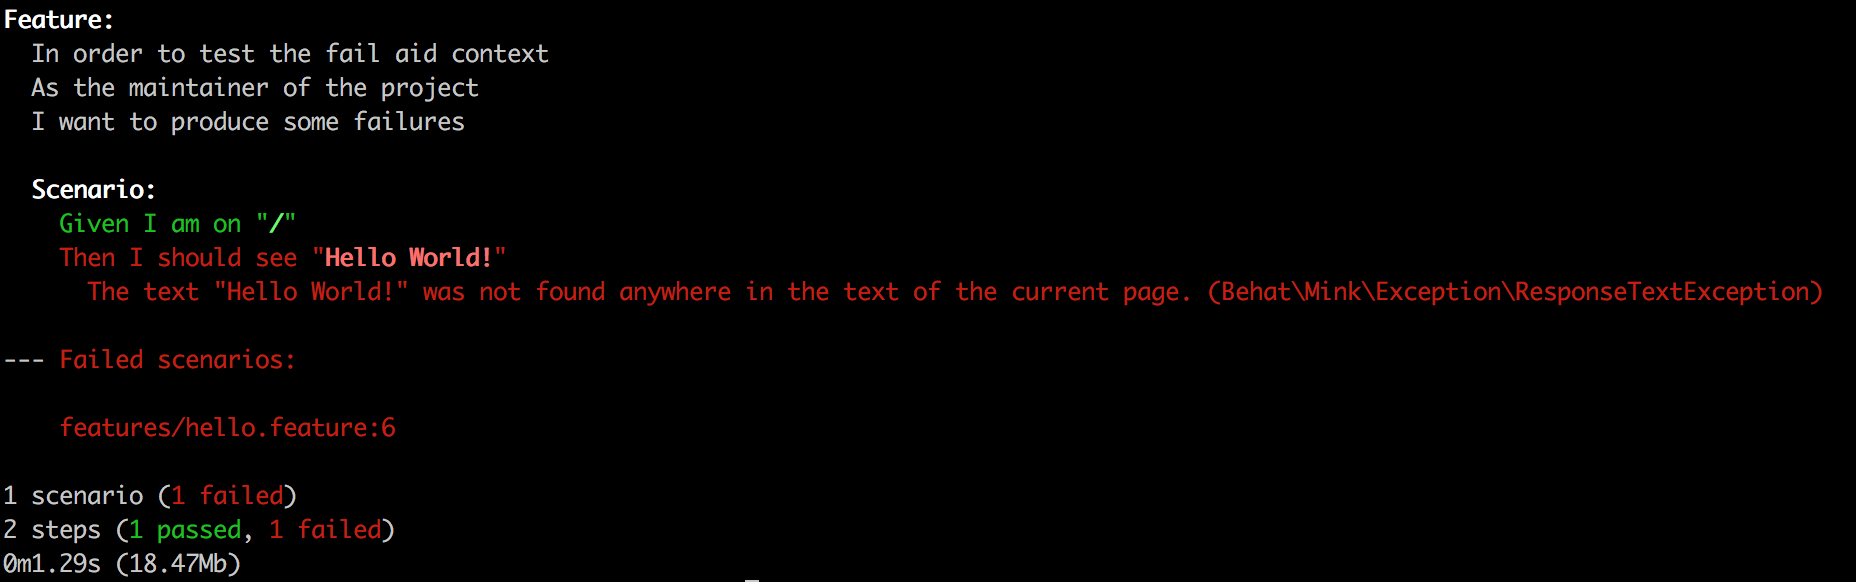 Feature:
In order to test the fail aid context
As the maintainer of the project
I want to produce some failures
Scenario:
Given I am on "/"
Then I should see "Hello World!"
The text "Hello World!" was not found anywhere in the text of the current page. (Behat\Mink\Exception\ResponseTextException)
--- Failed scenarios:
features/hello.feature:6
1 scenario (1 failed)
2 steps (1 passed, 1 failed)
0m1.29s (18.47Mb)